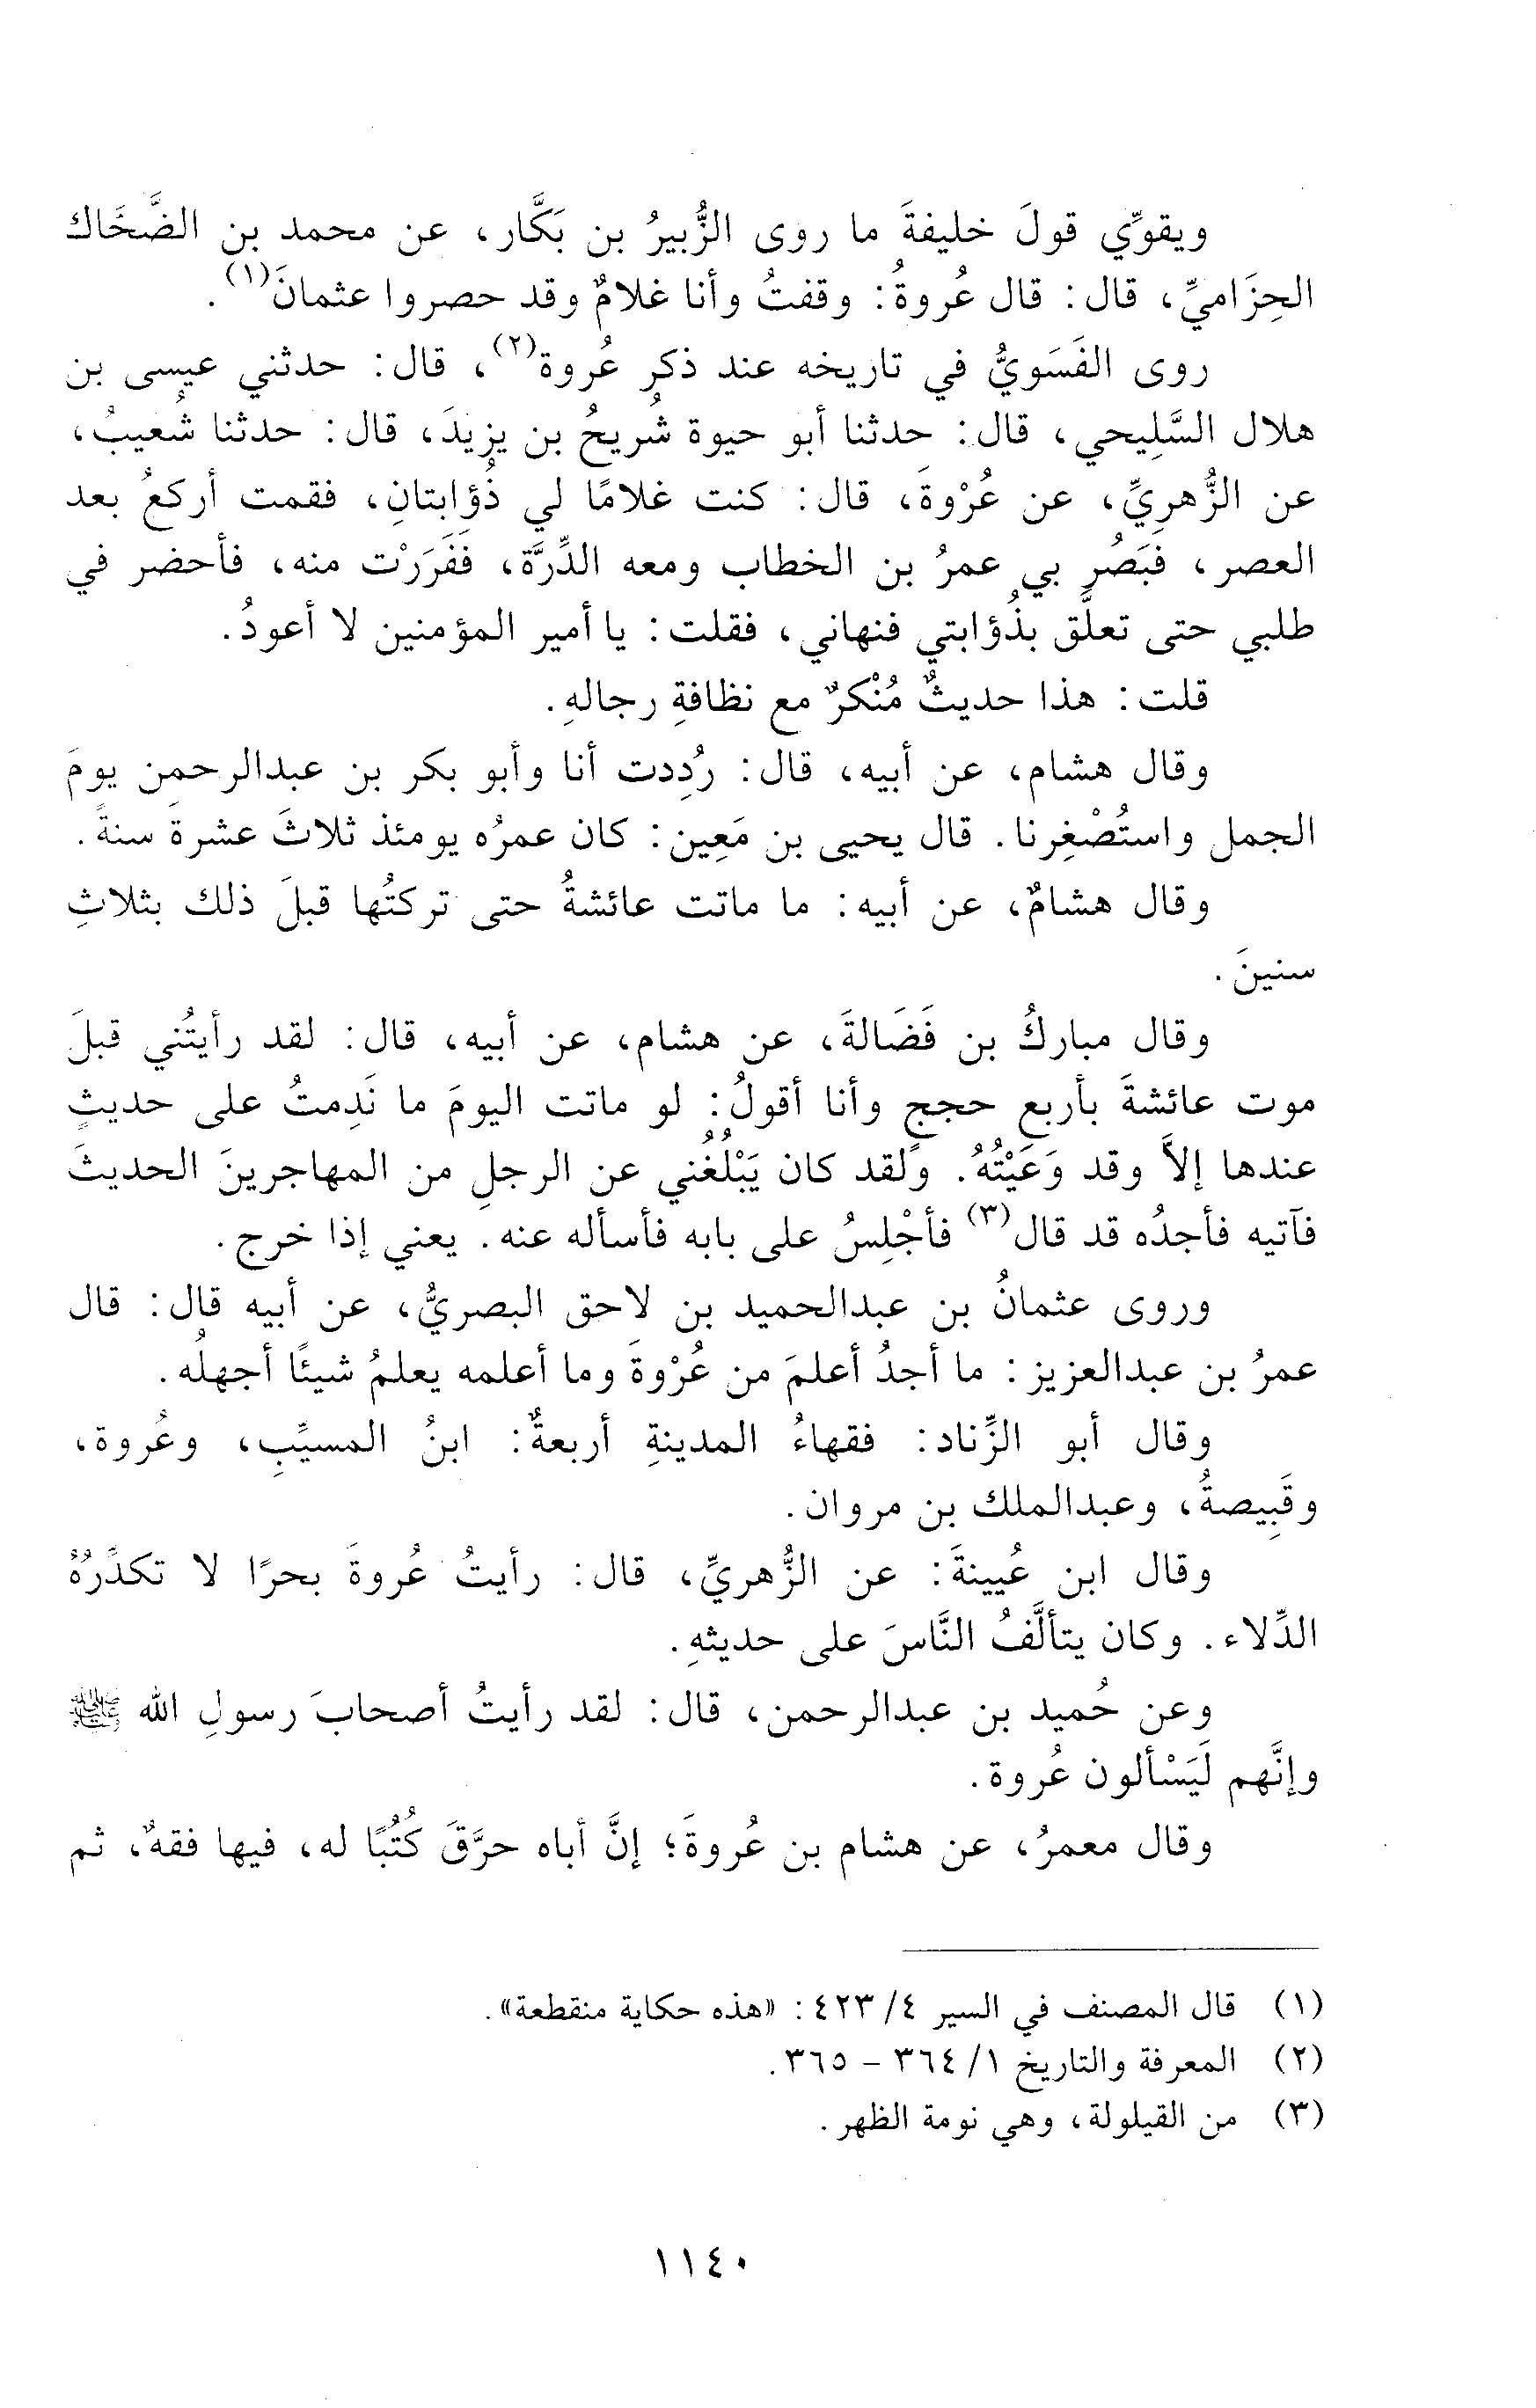 ويقوِّي قولَ خليفةَ ما روى الزُّبيرُ بن بَكَّار، عن محمد بن الضَّحَاك
الحِزَاميِّ، قال: قال عُروةُ: وقفتُ وأنا غلامٌ وقد حصروا عثمانَ(١).
روى الفَسَويُّ في تاريخه عند ذكر عُروة(٢)، قال: حدثني عيسى بن
هلال السَّلِيحي، قال: حدثنا أبو حيوة شُريحُ بن يزيدَ، قال: حدثنا شُعيبُ،
عن الزُّهرِيِّ، عن عُرْوةَ، قال: كنت غلامًا لي ذُؤابتانِ، فقمت أركعُ بعد
العصر، فبَصُر بي عمرُ بن الخطاب ومعه الدِّرَّة، فَفَرَرْت منه، فأحضر في
طلبي حتى تعلَّق بذُؤابتي فنهاني، فقلت: يا أمير المؤمنين لا أعودُ.
قلت: هذا حديثٌ مُنْكرٌ مع نظافةِ رجالهِ.
وقال هشام، عن أبيه، قال: رُدِدت أنا وأبو بكر بن عبدالرحمن يومَ
الجمل واستُصْغِرنا. قال يحيى بن مَعِين: كان عمرُه يومئذ ثلاثَ عشرةَ سنةً.
وقال هشامٌ، عن أبيه: ما ماتت عائشةُ حتى تركتُها قبلَ ذلك بثلاثِ
سنينَ.
وقال مباركُ بن فَضَالةَ، عن هشام، عن أبيه، قال: لقد رأيتُني قبلَ
موت عائشةَ بأربع حججٍ وأنا أقولُ: لو ماتت اليومَ ما نَدِمتُ على حديثٍ
عندها إلاَّ وقد وَعَيْتُهُ. ولقد كان يَبْلُغُني عن الرجلِ من المهاجرينَ الحديثَ
فآتيه فأجدُه قد قال(٣) فأجْلِسُ على بابه فأسأله عنه. يعني إذا خرج.
وروى عثمانُ بن عبدالحميد بن لاحق البصريُّ، عن أبيه قال: قال
عمرُ بن عبدالعزيز: ما أجدُ أعلمَ من عُرْوةَ وما أعلمه يعلمُ شيئًا أجهلُه.
وقال أبو الزِّناد: فقهاءُ المدينةِ أربعةٌ: ابنُ المسيِّبِ، وعُروة،
وقَبِيصةُ، وعبدالملك بن مروان.
وقال ابن عُيينةَ: عن الزُّهريِّ، قال: رأيتُ عُروةَ بحرًا لا تكدِّرُهُ
الدِّلاء. وكان يتألَّفُ النَّاسَ على حديثهِ.
وعن حُميد بن عبدالرحمن، قال: لقد رأيتُ أصحابَ رسولِ الله ﷺ
وإنَّهم لَيَسْألون عُروة.
وقال معمرُ، عن هشام بن عُروةَ؛ إنَّ أباه حرَّقَ كُتُبًا له، فيها فقهٌ، ثم
(١) قال المصنف في السير ٤/ ٤٢٣: «هذه حكاية منقطعة».
(٢) المعرفة والتاريخ ١/ ٣٦٤ - ٣٦٥.
(٣) من القيلولة، وهي نومة الظهر.
١١٤٠